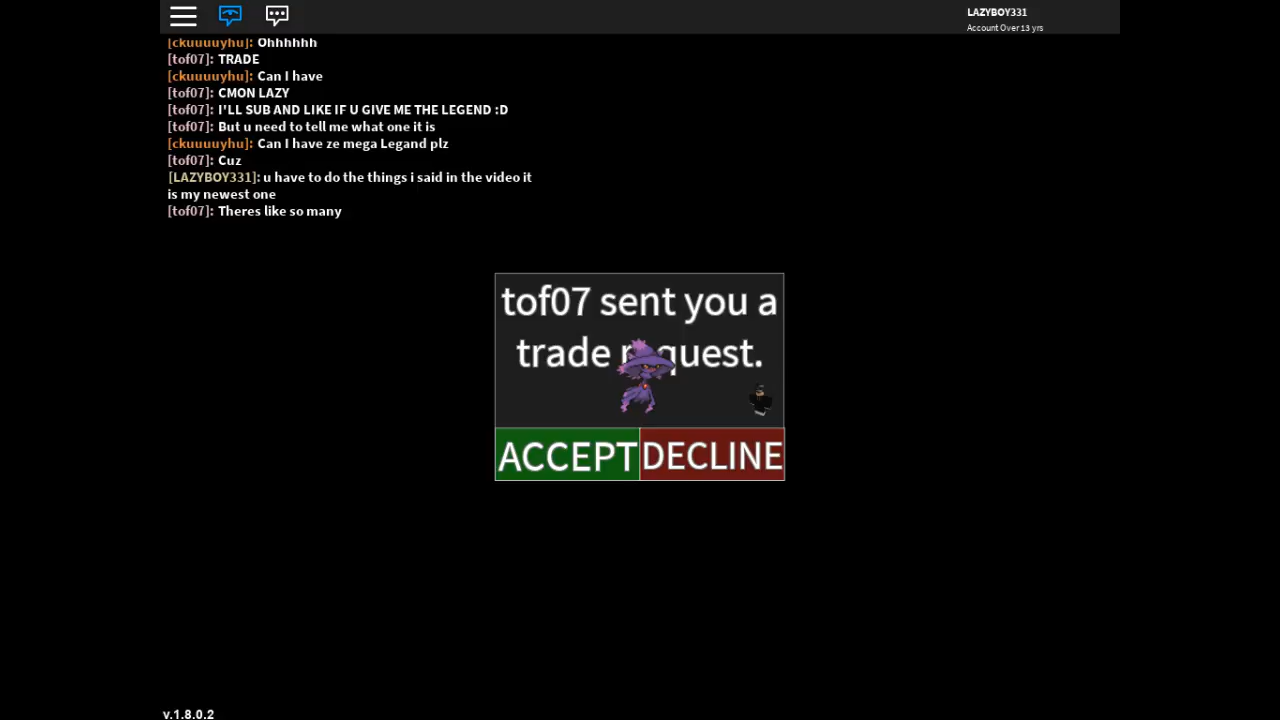 LAZYBOY331
Account Over 13 yrs
[ckuuuuyhu]: Ohhhhhh
[tof07]: TRADE
[ckuuuuyhu]: Can I have
[tof07]: CMON LAZY
[tof07]: I'LL SUB AND LIKE IF U GIVE ME THE LEGEND :D
[tof07]: But u need to tell me what one it is
[ckuuuuyhu]: Can I have ze mega Legand plz
[tof07]: Cuz
[LAZYBOY331]: u have to do the things i said in the video it
is my newest one
[tof07]: Theres like so many
tof07 sent you a
trade request.
ACCEPT DECLINE
v.1.8.0.2